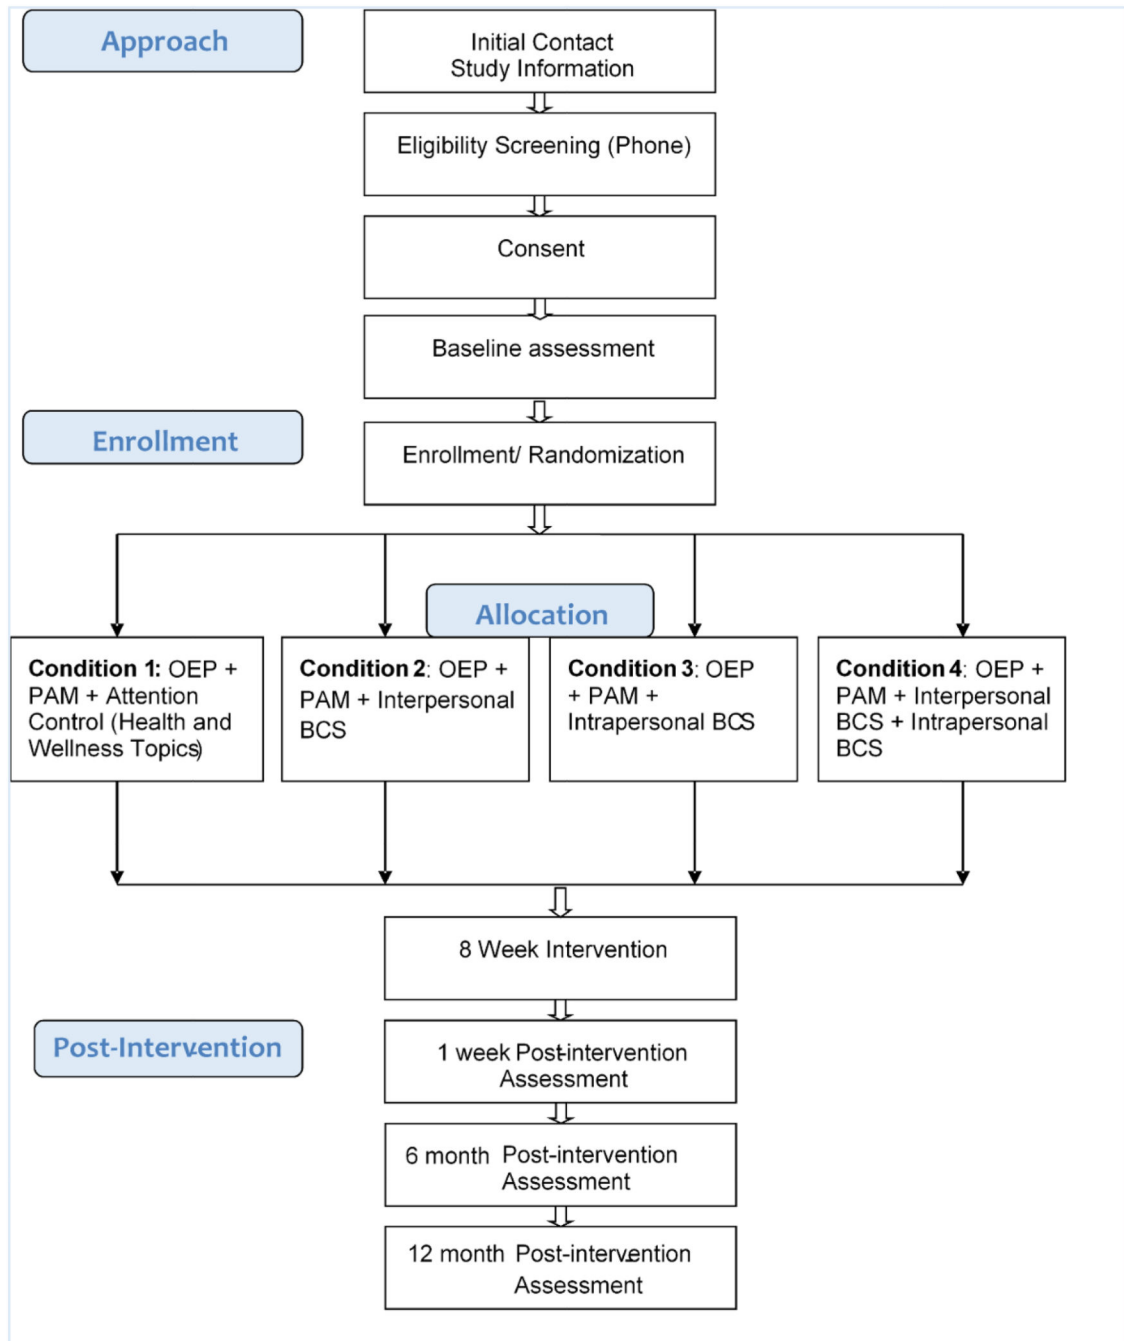 Approach
Initial Contact
Study Information
Eligibility Screening (Phone)
Consent
Baseline assessment
Enrollment
Enrollment/ Randomization
Allocation
Condition 1: OEP +
PAM + Attention
Control (Health and
Wellness Topics)
Condition 2: OEP +
PAM + Interpersonal
BCS
Condition 3: OEP
+ PAM +
Intrapersonal BCS
Condition 4: OEP +
PAM + Interpersonal
BCS + Intrapersonal
BCS
8 Week Intervention
Post-Intervention
1 week Post-intervention
Assessment
6 month Post-intervention
Assessment
12 month Post-intervention
Assessment